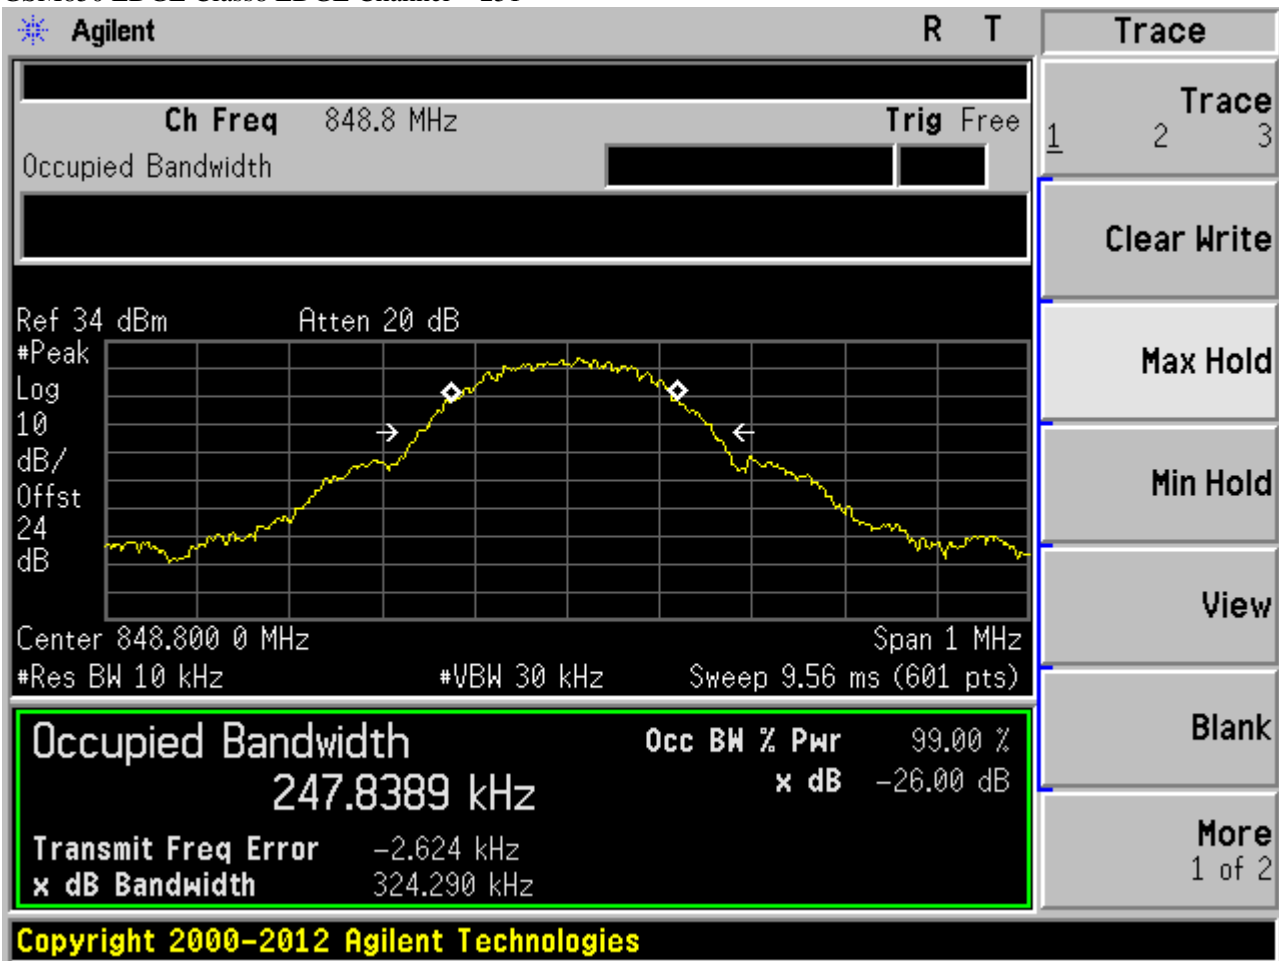 Agilent R T
Trace
Ch Freq 848.8 MHz Trig Free
Occupied Bandwidth
Trace
1 2 3
Clear Write
Max Hold
Min Hold
View
Blank
More
1 of 2
Ref 34 dBm Atten 20 dB
#Peak
Log
10
dB/
Offst
24
dB
Center 848.800 0 MHz Span 1 MHz
#Res BW 10 kHz #VBW 30 kHz Sweep 9.56 ms (601 pts)
Occupied Bandwidth Occ BW % Pwr 99.00 %
247.8389 kHz x dB -26.00 dB
Transmit Freq Error -2.624 kHz
x dB Bandwidth 324.290 kHz
Copyright 2000-2012 Agilent Technologies